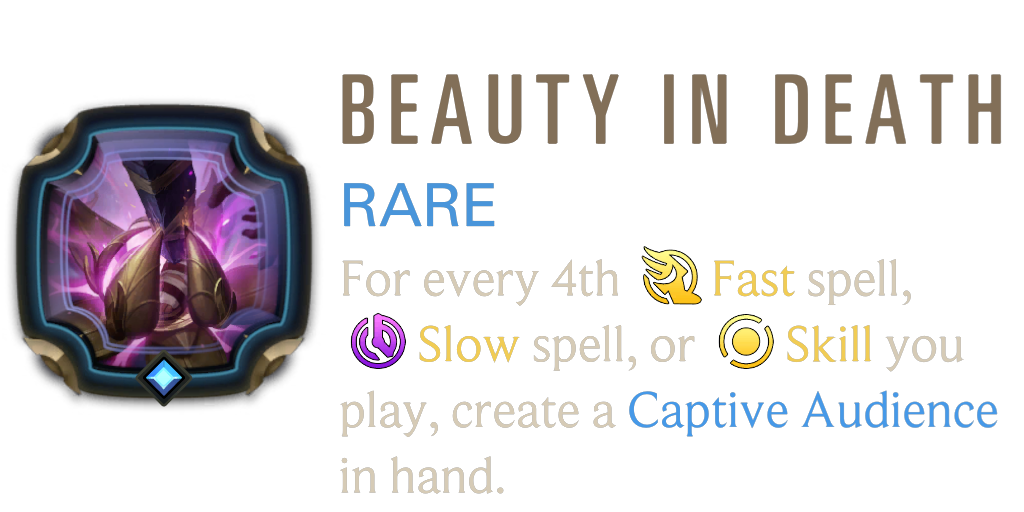 BEAUTY IN DEATH
RARE
For every 4th Fast spell,
Slow spell, or Skill you
play, create a Captive Audience
in hand.